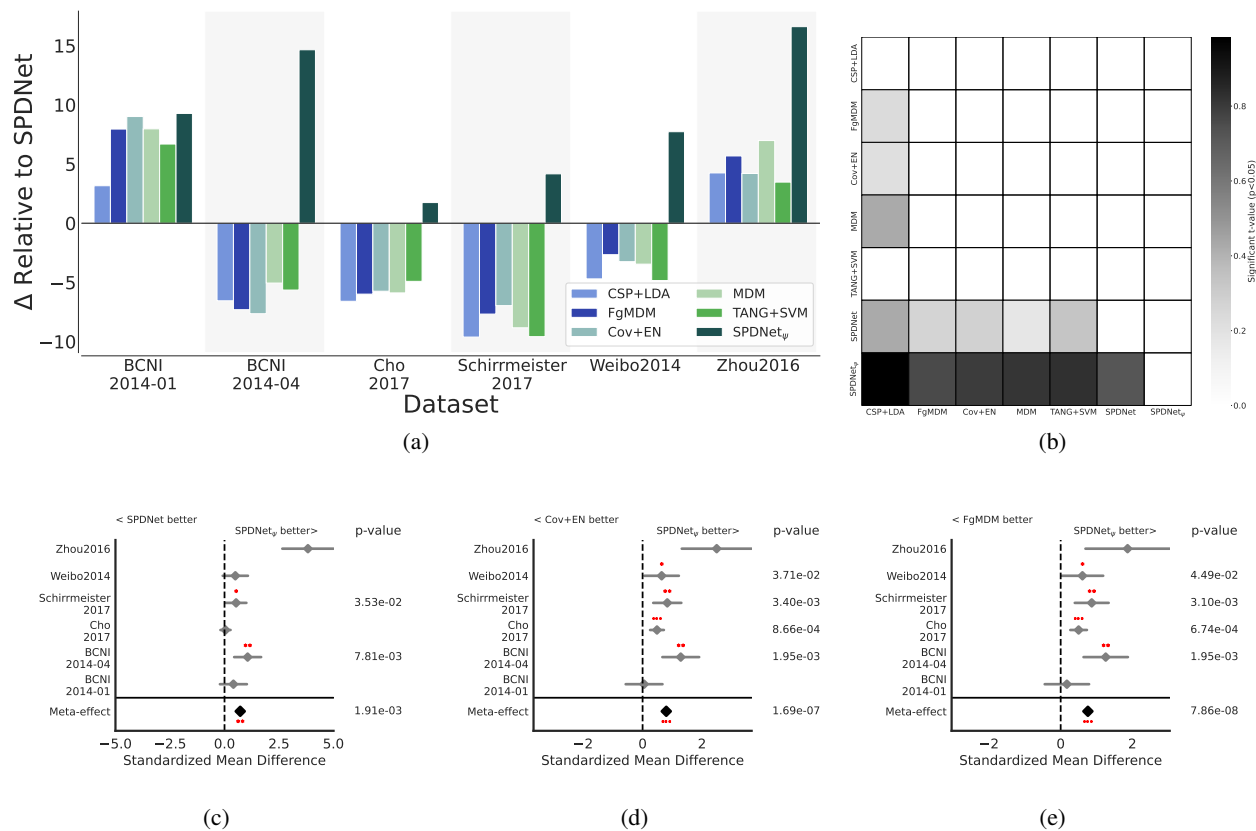 Δ Relative to SPDNet
15
10
5
0
−5
−10
CSP+LDA
FgMDM
Cov+EN
MDM
TANG+SVM
SPDNetψ
BCNI
2014-01
BCNI
2014-04
Cho
2017
Schirrmeister
2017
Weibo2014
Zhou2016
Dataset
(a)
CSP+LDA
FgMDM
Cov+EN
MDM
TANG+SVM
SPDNet
SPDNetψ
CSP+LDA FgMDM Cov+EN MDM TANG+SVM SPDNet SPDNetψ
0.8
0.6
0.4
0.2
0.0
Significant t-value (p<0.05)
(b)
< SPDNet better
SPDNetψ better>
p-value
Zhou2016
Weibo2014
Schirrmeister
2017
3.53e-02
Cho
2017
BCNI
2014-04
7.81e-03
BCNI
2014-01
Meta-effect
1.91e-03
−5.0 −2.5 0.0 2.5 5.0
Standardized Mean Difference
(c)
< Cov+EN better
SPDNetψ better>
p-value
Zhou2016
Weibo2014
3.71e-02
Schirrmeister
2017
3.40e-03
Cho
2017
8.66e-04
BCNI
2014-04
1.95e-03
BCNI
2014-01
Meta-effect
1.69e-07
−2 0 2
Standardized Mean Difference
(d)
< FgMDM better
SPDNetψ better>
p-value
Zhou2016
Weibo2014
4.49e-02
Schirrmeister
2017
3.10e-03
Cho
2017
6.74e-04
BCNI
2014-04
1.95e-03
BCNI
2014-01
Meta-effect
7.86e-08
−2 0 2
Standardized Mean Difference
(e)